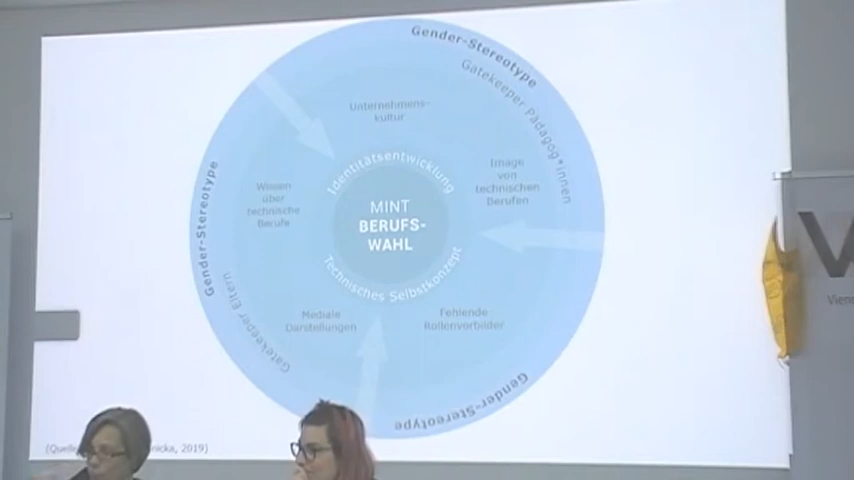 Gender-Stereotype
Gatekeeper Pädagog*innen
Unternehmens-
kultur
Identitätsentwicklung
Image
von
technischen
Berufen
Wissen
über
technische
Berufe
Gender-Stereotype
MINT
BERUFS-
WAHL
Technisches Selbstkonzept
Gatekeeper Eltern
Mediale
Darstellungen
Fehlende
Rollenvorbilder
Gender-Stereotype
2019)